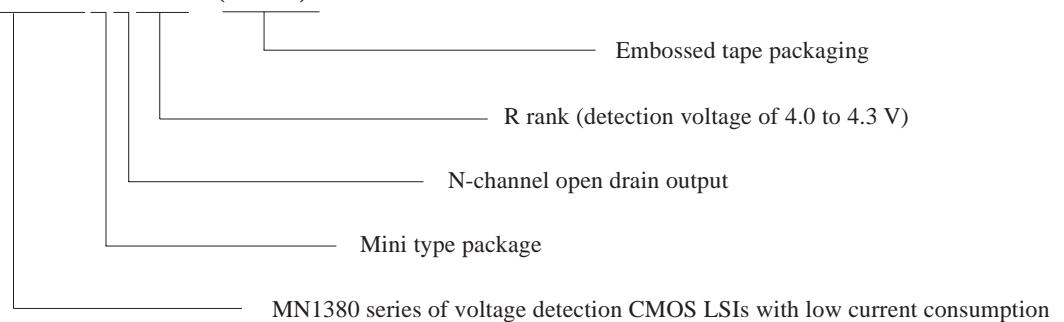 Embossed tape packaging
R rank (detection voltage of 4.0 to 4.3 V)
N-channel open drain output
Mini type package
MN1380 series of voltage detection CMOS LSIs with low current consumption